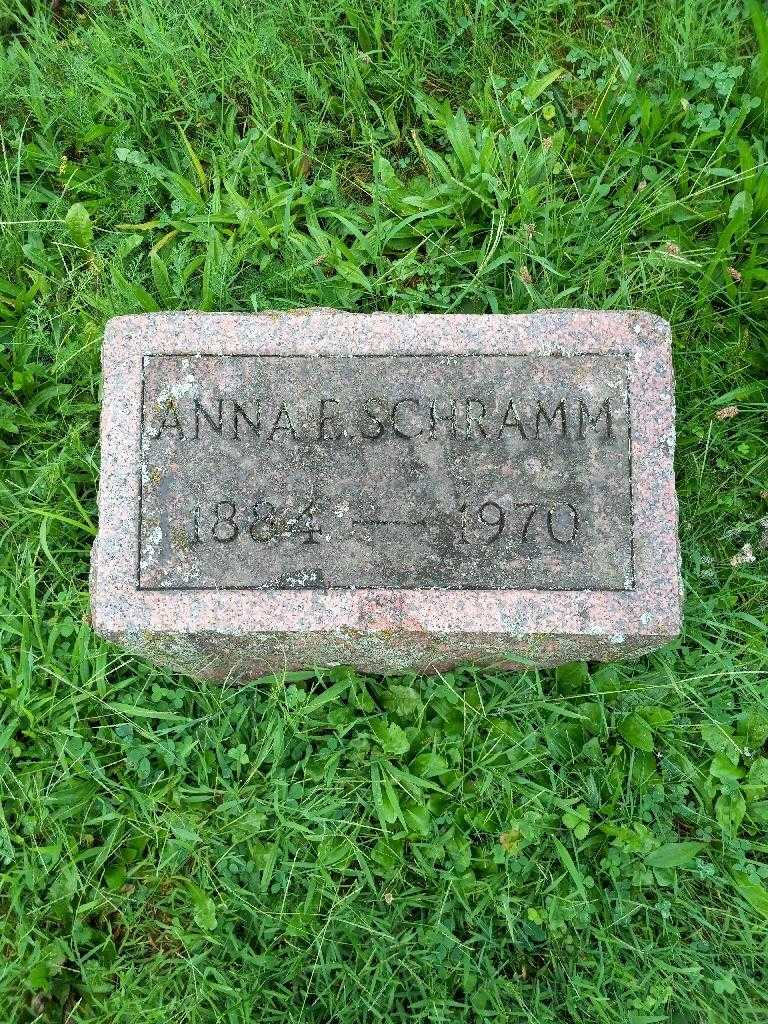 ANNA E. SCHRAMM
1884 — 1970